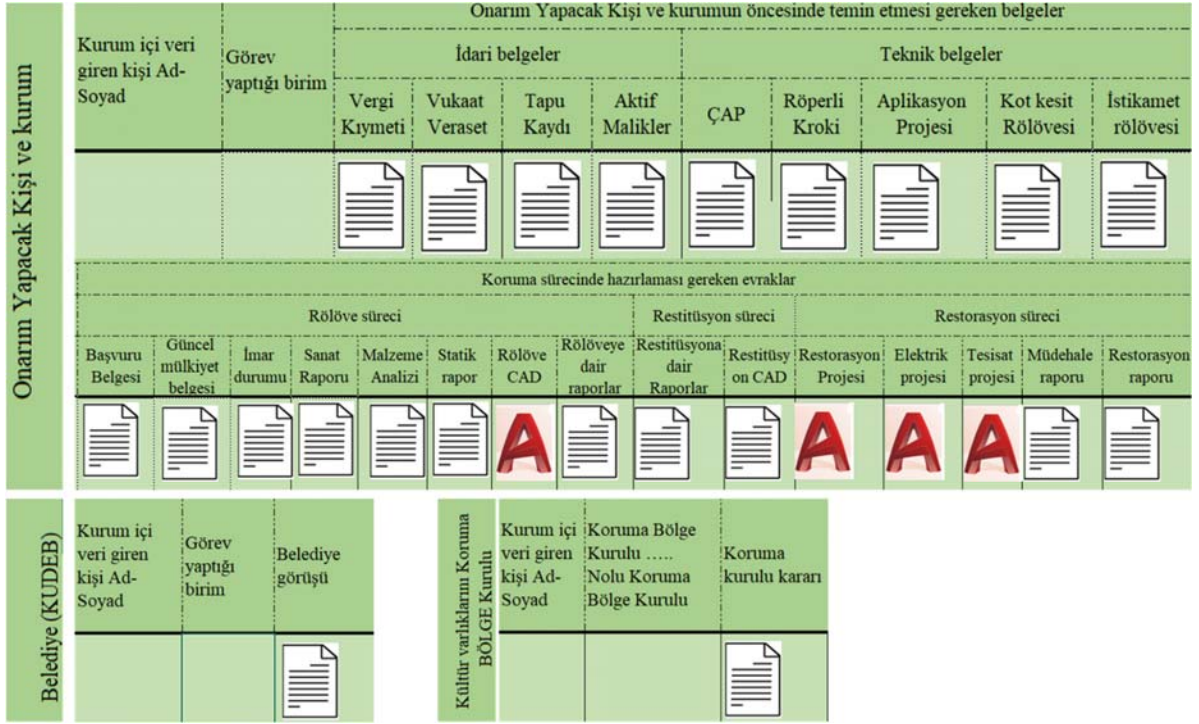 Onarım Yapacak Kişi ve kurum
Onarım Yapacak Kişi ve kurumun öncesinde temin etmesi gereken belgeler
Kurum içi veri
giren kişi Ad-
Soyad
Görev
yaptığı birim
İdari belgeler
Teknik belgeler
Vergi
Kıymeti
Vukaat
Veraset
Tapu
Kaydı
Aktif
Malikler
ÇAP
Röperli
Kroki
Aplikasyon
Projesi
Kot kesit
Rölövesi
İstikamet
rölövesi
Koruma sürecinde hazırlaması gereken evraklar
Rölöve süreci
Restitüsyon süreci
Restorasyon süreci
Başvuru
Belgesi
Güncel
mülkiyet
belgesi
İmar
durumu
Sanat
Raporu
Malzeme
Analizi
Statik
rapor
Rölöve
CAD
Rölöveye
dair
raporlar
Restitüsyona
dair
Raporlar
Restitüsy
on CAD
Restorasyon
Projesi
Elektrik
projesi
Tesisat
projesi
Müdehale
raporu
Restorasyon
raporu
Belediye (KUDEB)
Kurum içi
veri giren
kişi Ad-
Soyad
Görev
yaptığı
birim
Belediye
görüşü
Kültür varlıklarını Koruma
BÖLGE Kurulu
Kurum içi
veri giren
kişi Ad-
Soyad
Koruma Bölge
Kurulu …..
Nolu Koruma
Bölge Kurulu
Koruma
kurulu kararı